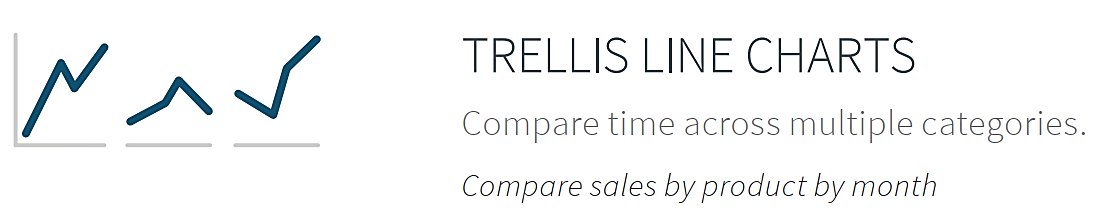 TRELLIS LINE CHARTS
Compare time across multiple categories.
Compare sales by product by month